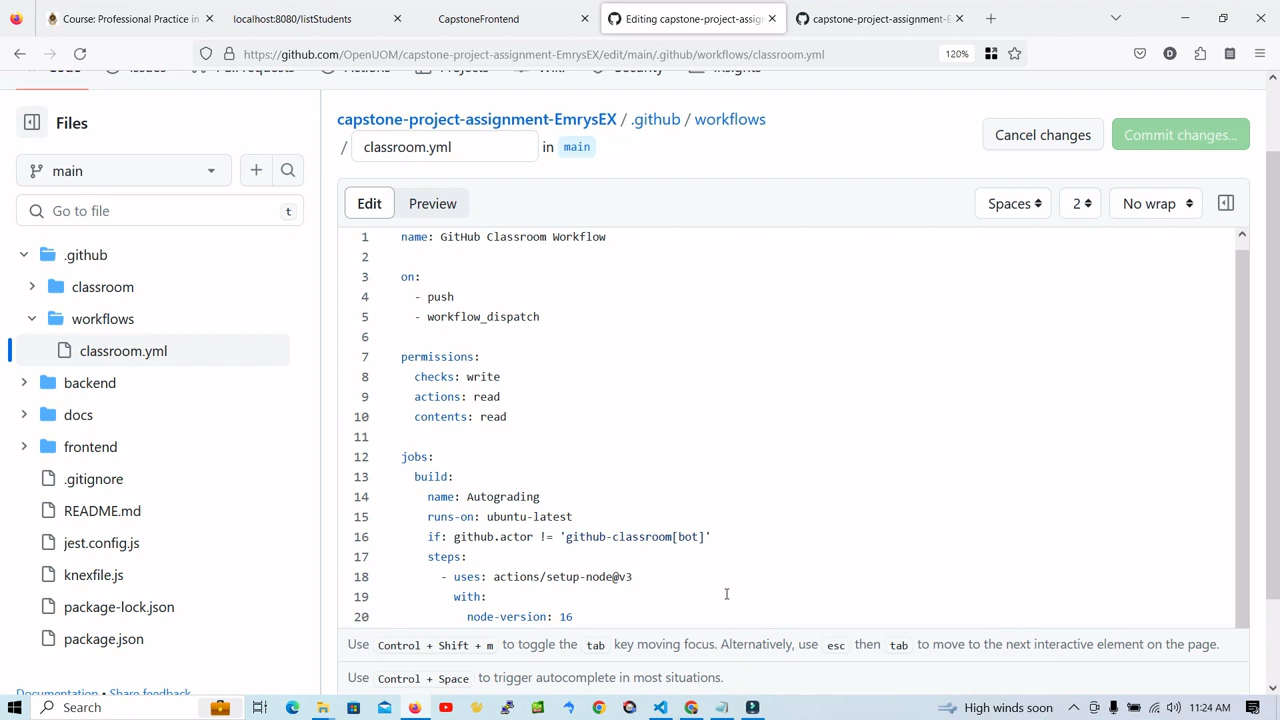 Course: Professional Practice in
localhost:8080/listStudents
CapstoneFrontend
Editing capstone-project-assign
capstone-project-assignment-E
https://github.com/OpenUOM/capstone-project-assignment-EmrysEX/edit/main/.github/workflows/classroom.yml
120%
Files
main
Go to file
t
.github
classroom
workflows
classroom.yml
backend
docs
frontend
.gitignore
README.md
jest.config.js
knexfile.js
package-lock.json
package.json
Documentation • Share feedback
capstone-project-assignment-EmrysEX / .github / workflows
/ classroom.yml in main
Cancel changes
Commit changes...
Edit
Preview
Spaces
2
No wrap
1 name: GitHub Classroom Workflow
2
3 on:
4 - push
5 - workflow_dispatch
6
7 permissions:
8 checks: write
9 actions: read
10 contents: read
11
12 jobs:
13 build:
14 name: Autograding
15 runs-on: ubuntu-latest
16 if: github.actor != 'github-classroom[bot]'
17 steps:
18 - uses: actions/setup-node@v3
19 with:
20 node-version: 16
Use Control + Shift + m to toggle the tab key moving focus. Alternatively, use esc then tab to move to the next interactive element on the page.
Use Control + Space to trigger autocomplete in most situations.
Search
High winds soon
11:24 AM